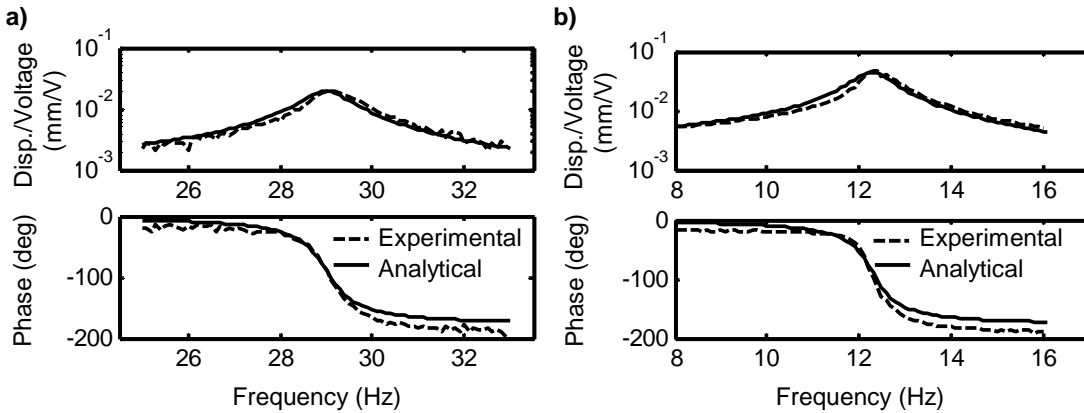 a)
Disp./Voltage
(mm/V)
10^-1
10^-2
10^-3
26 28 30 32
Phase (deg)
0
-100
-200
Experimental
Analytical
26 28 30 32
Frequency (Hz)
b)
Disp./Voltage
(mm/V)
10^-1
10^-2
10^-3
8 10 12 14 16
Phase (deg)
0
-100
-200
Experimental
Analytical
8 10 12 14 16
Frequency (Hz)